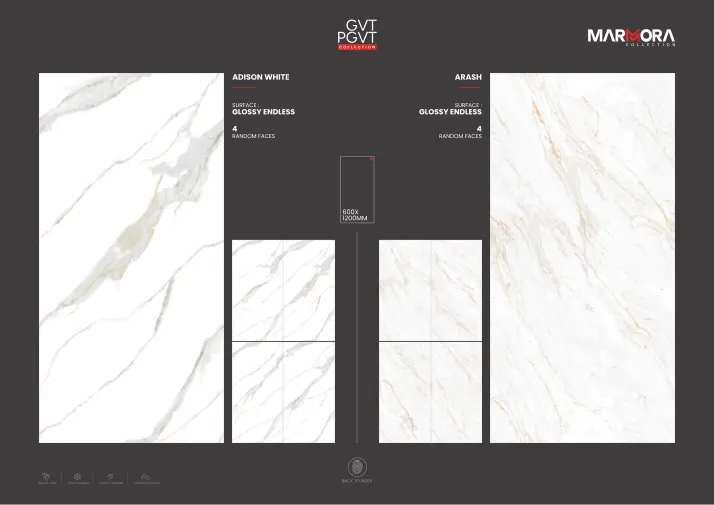 GVT
PGVT
COLLECTION
MARMORA
COLLECTION
ADISON WHITE
SURFACE :
GLOSSY ENDLESS
4
RANDOM FACES
ARASH
SURFACE :
GLOSSY ENDLESS
4
RANDOM FACES
600X
1200MM
BACK TO INDEX